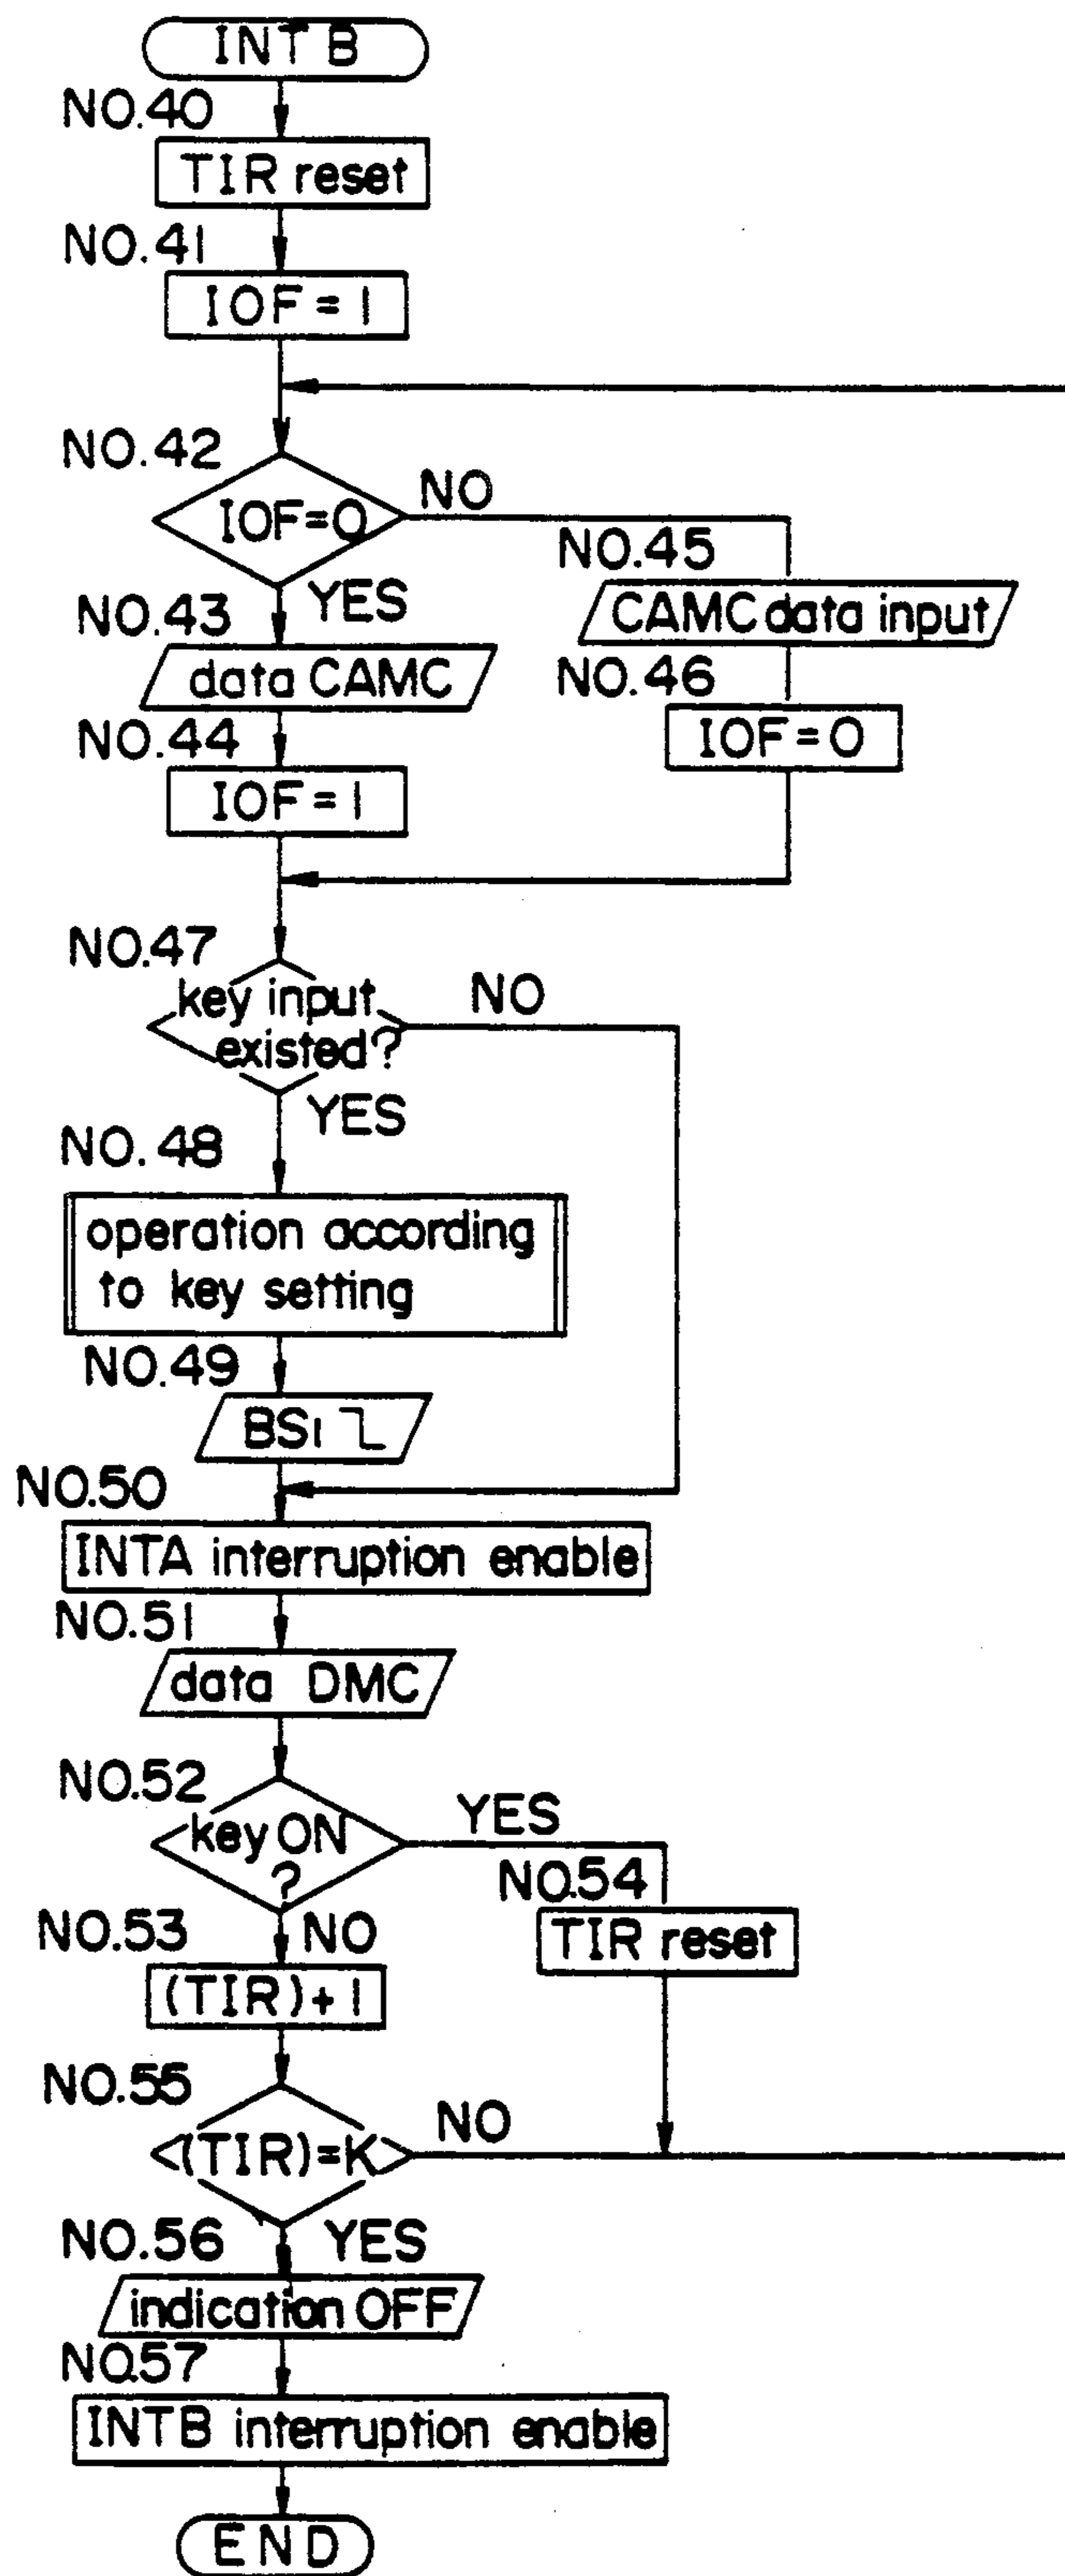 INT B
NO.40
TIR reset
NO.41
IOF = 1
NO.42
IOF=0
NO
YES
NO.45
CAMC data input
NO.43
data CAMC
NO.46
IOF = 0
NO.44
IOF = 1
NO.47
key input
existed?
NO
YES
NO.48
operation according
to key setting
NO.49
BS1
NO.50
INTA interruption enable
NO.51
data DMC
NO.52
key ON
?
YES
NO.54
TIR reset
NO.53
NO
(TIR)+1
NO.55
(TIR)=K
NO
NO.56
YES
indication OFF
NO.57
INTB interruption enable
END